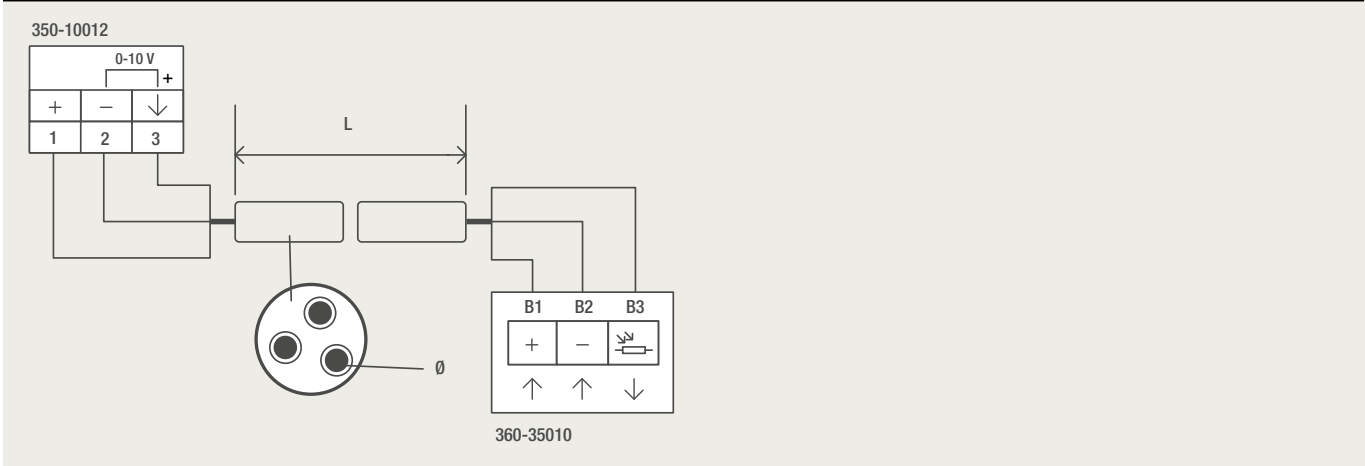 350-10012
0-10 V
+
+ −
1 2 3
L
B1 B2 B3
+ −
Ø
360-35010